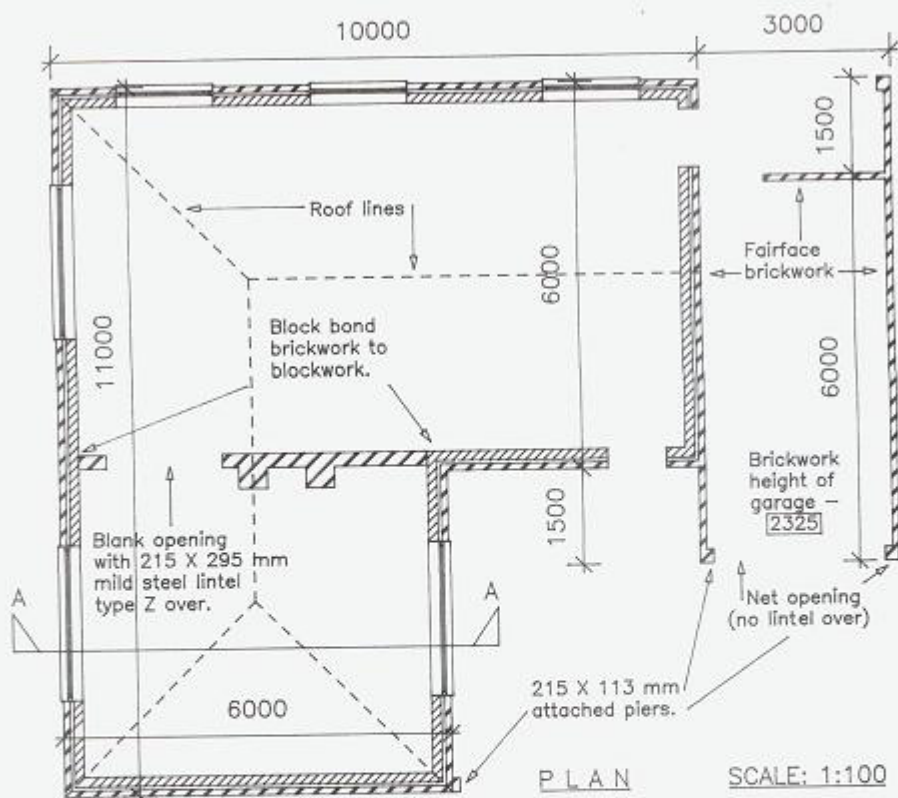 10000
3000
1500
Roof lines
6000
Fairface
brickwork
Block bond
brickwork to
blockwork.
11000
6000
Brickwork
height of
garage –
2325
1500
Blank opening
with 215 X 295 mm
mild steel lintel
type Z over.
A
A
Net opening
(no lintel over)
215 X 113 mm
attached piers.
6000
PLAN
SCALE: 1:100